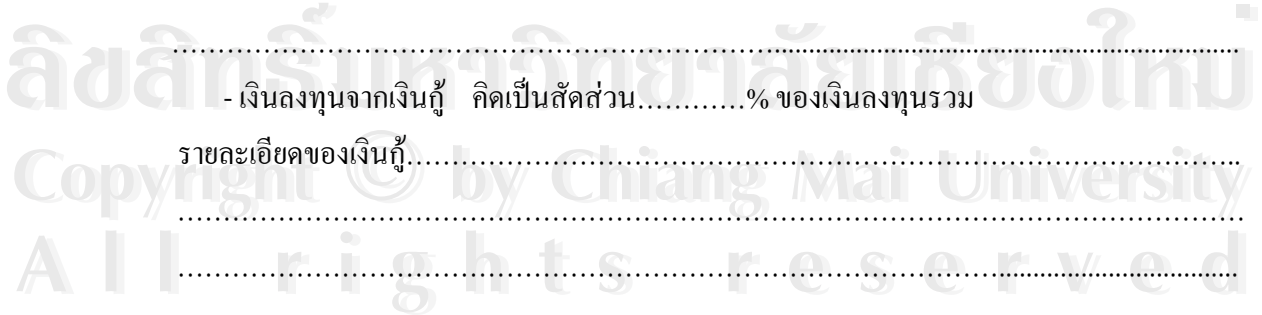 ……………………………………………………………………
ลิขสิทธิ์มหาวิทยาลัยเชียงใหม่
- เงินลงทุนจากเงินกู้ คิดเป็นสัดส่วน…………% ของเงินลงทุนรวม
รายละเอียดของเงินกู้……………………………………………………………………
Copyright © by Chiang Mai University
……………………………………………………………………
All rights reserved
……………………………………………………………………